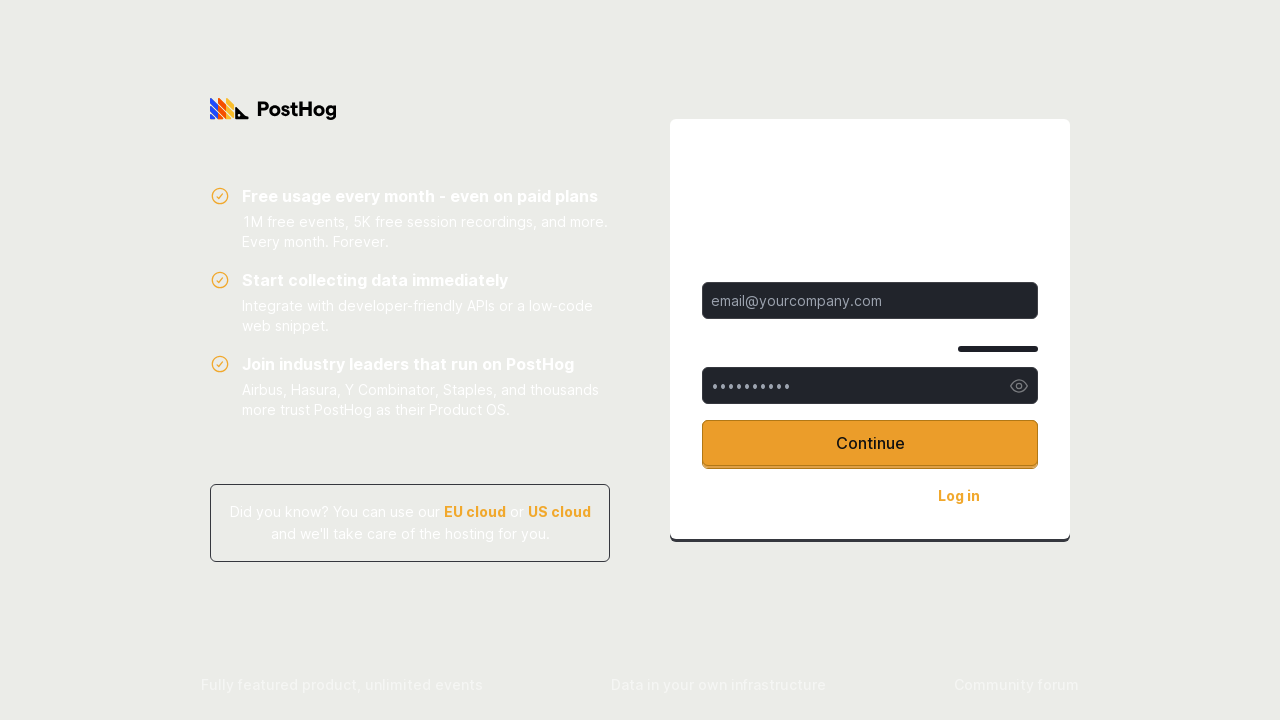 PostHog
Free usage every month - even on paid plans
1M free events, 5K free session recordings, and more.
Every month. Forever.
Start collecting data immediately
Integrate with developer-friendly APIs or a low-code
web snippet.
Join industry leaders that run on PostHog
Airbus, Hasura, Y Combinator, Staples, and thousands
more trust PostHog as their Product OS.
Did you know? You can use our EU cloud or US cloud
and we'll take care of the hosting for you.
email@yourcompany.com
••••••••••
Continue
Log in
Fully featured product, unlimited events
Data in your own infrastructure
Community forum